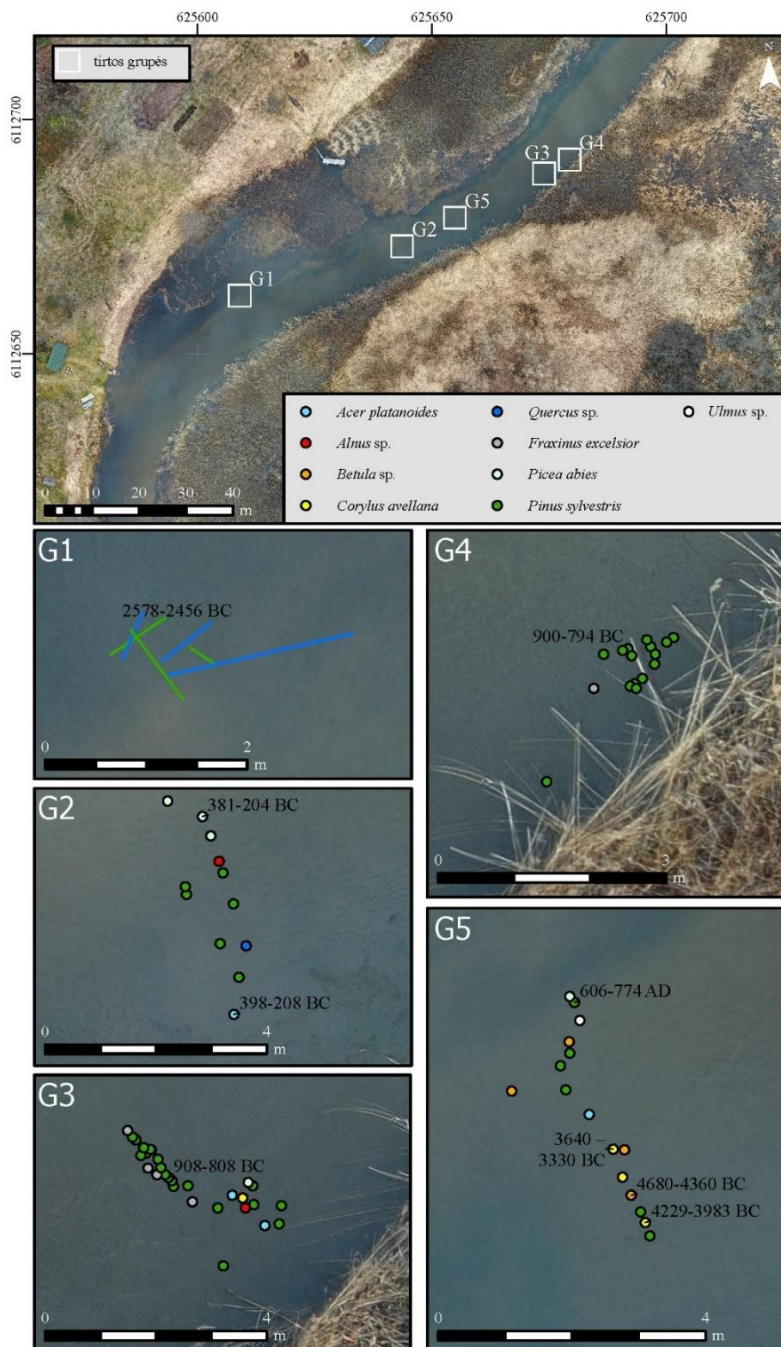 625600
625650
625700
6112700
6112650
tirtos grupės
N
G1
G2
G5
G3
G4
Acer platanoides
Alnus sp.
Betula sp.
Corylus avellana
Quercus sp.
Fraxinus excelsior
Picea abies
Pinus sylvestris
Ulmus sp.
0 10 20 30 40
m
G1
2578-2456 BC
0 2
m
G2
381-204 BC
398-208 BC
0 4
m
G3
908-808 BC
0 4
m
G4
900-794 BC
0 3
m
G5
606-774 AD
3640 –
3330 BC
4680-4360 BC
4229-3983 BC
0 4
m